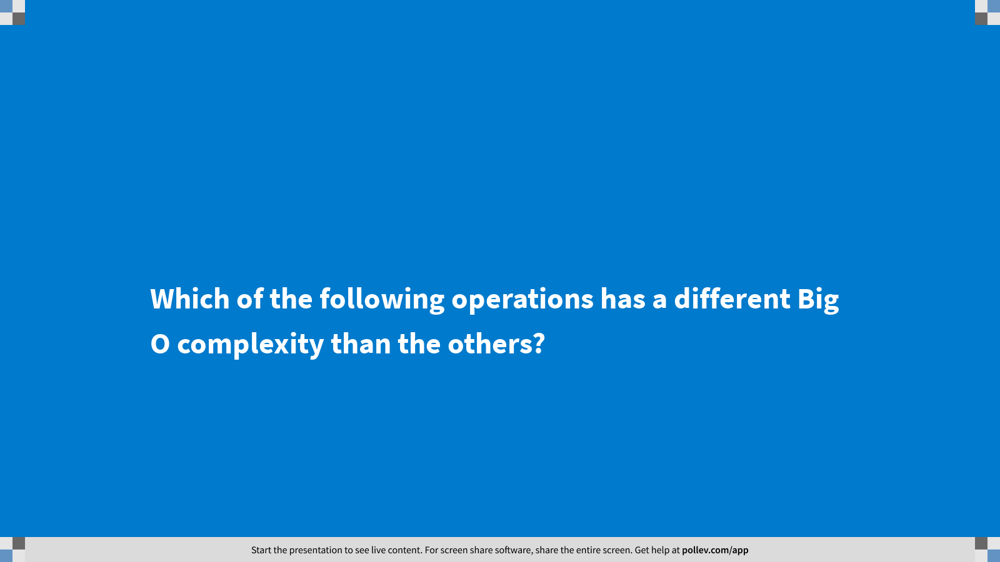 Which of the following operations has a different Big
O complexity than the others?
Start the presentation to see live content. For screen share software, share the entire screen. Get help at pollev.com/app